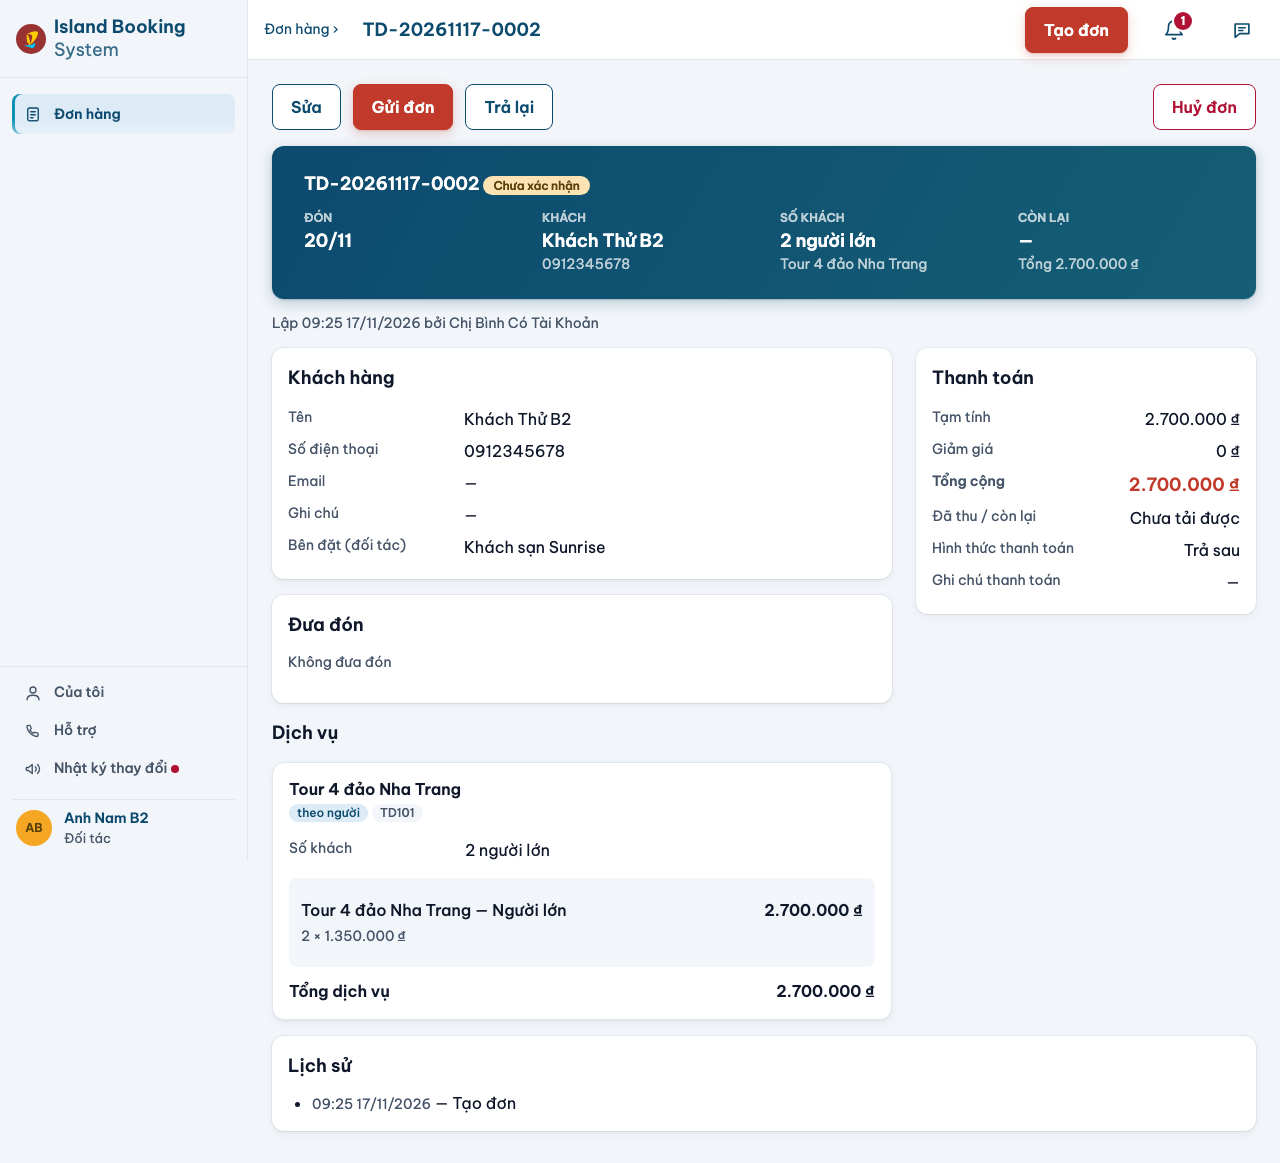 Island Booking
System
Đơn hàng
Của tôi
Hỗ trợ
Nhật ký thay đổi
AB
Anh Nam B2
Đối tác
Đơn hàng ›
TD-20261117-0002
Tạo đơn
1
Sửa
Gửi đơn
Trả lại
Huỷ đơn
TD-20261117-0002 Chưa xác nhận
ĐÓN
20/11
KHÁCH
Khách Thử B2
0912345678
SỐ KHÁCH
2 người lớn
Tour 4 đảo Nha Trang
CÒN LẠI
—
Tổng 2.700.000 ₫
Lập 09:25 17/11/2026 bởi Chị Bình Có Tài Khoản
Khách hàng
Tên Khách Thử B2
Số điện thoại 0912345678
Email —
Ghi chú —
Bên đặt (đối tác) Khách sạn Sunrise
Đưa đón
Không đưa đón
Dịch vụ
Tour 4 đảo Nha Trang
theo người TD101
Số khách 2 người lớn
Tour 4 đảo Nha Trang — Người lớn 2.700.000 ₫
2 × 1.350.000 ₫
Tổng dịch vụ 2.700.000 ₫
Thanh toán
Tạm tính 2.700.000 ₫
Giảm giá 0 ₫
Tổng cộng 2.700.000 ₫
Đã thu / còn lại Chưa tải được
Hình thức thanh toán Trả sau
Ghi chú thanh toán —
Lịch sử
09:25 17/11/2026 — Tạo đơn